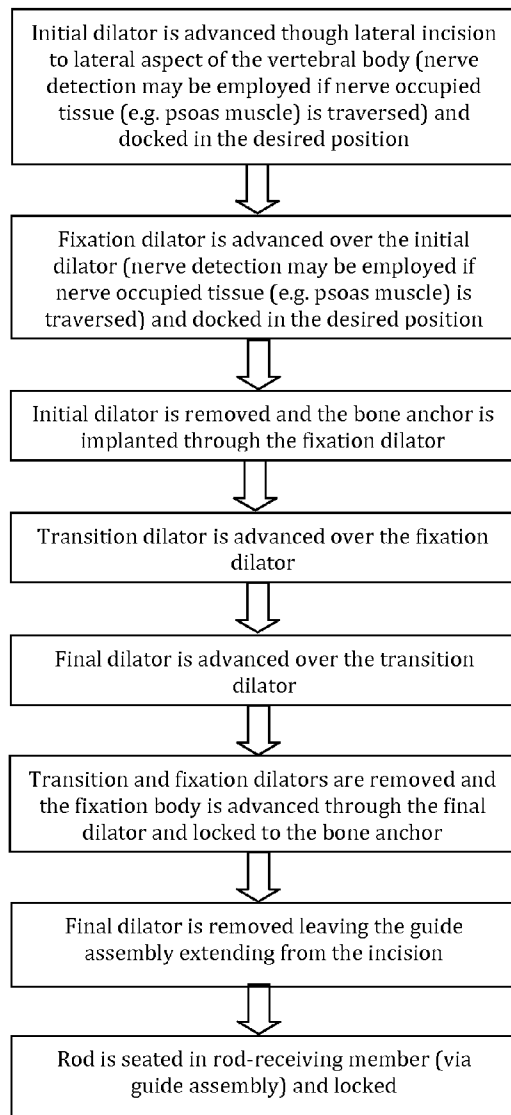 Initial dilator is advanced though lateral incision
to lateral aspect of the vertebral body (nerve
detection may be employed if nerve occupied
tissue (e.g. psoas muscle) is traversed) and
docked in the desired position
Fixation dilator is advanced over the initial
dilator (nerve detection may be employed if
nerve occupied tissue (e.g. psoas muscle) is
traversed) and docked in the desired position
Initial dilator is removed and the bone anchor is
implanted through the fixation dilator
Transition dilator is advanced over the fixation
dilator
Final dilator is advanced over the transition
dilator
Transition and fixation dilators are removed and
the fixation body is advanced through the final
dilator and locked to the bone anchor
Final dilator is removed leaving the guide
assembly extending from the incision
Rod is seated in rod-receiving member (via
guide assembly) and locked